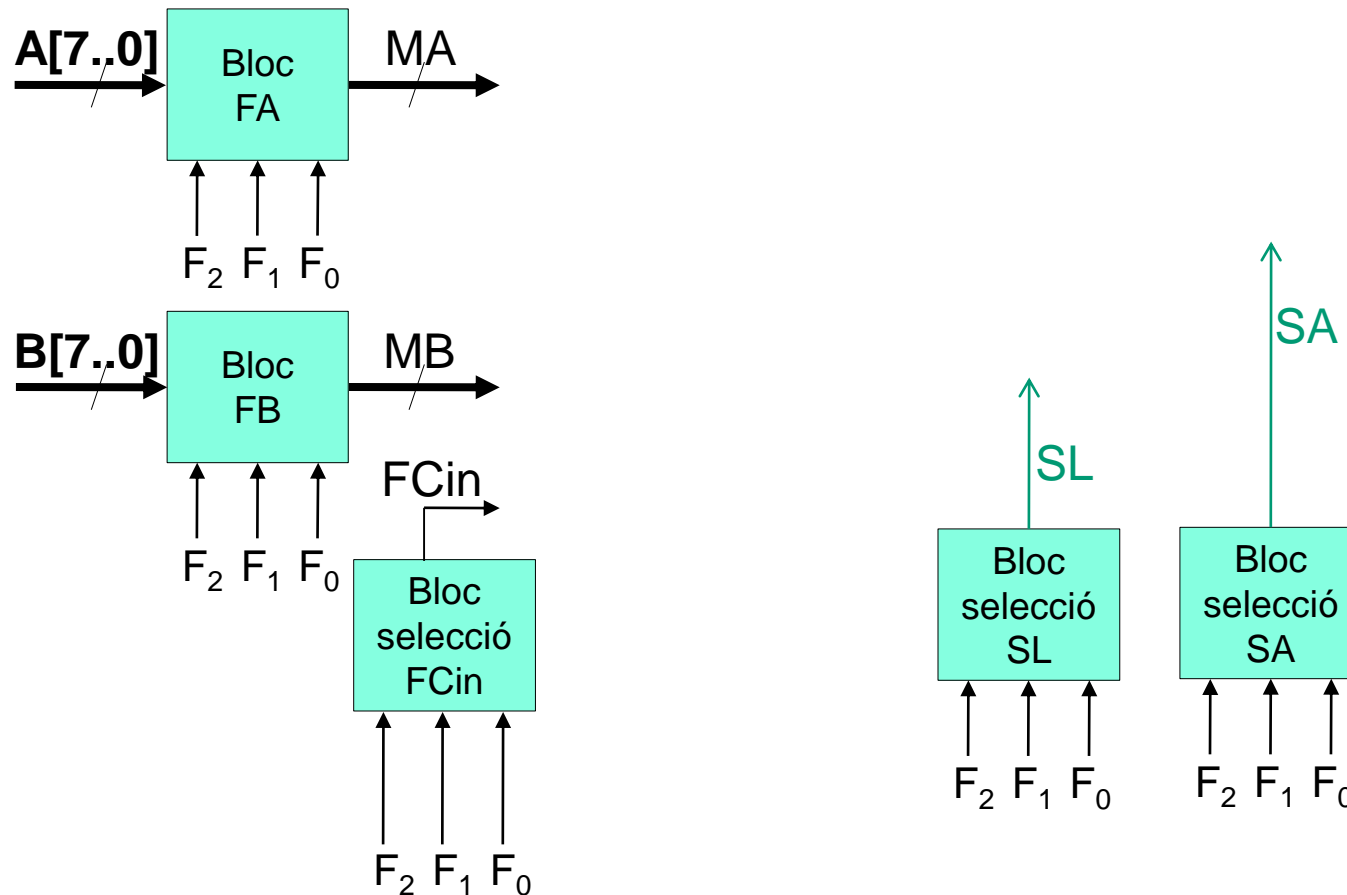 A[7..0]
Bloc
FA
MA
F₂ F₁ F₀
B[7..0]
Bloc
FB
MB
F₂ F₁ F₀
FCin
Bloc
selecció
FCin
F₂ F₁ F₀
SL
Bloc
selecció
SL
F₂ F₁ F₀
SA
Bloc
selecció
SA
F₂ F₁ F₀